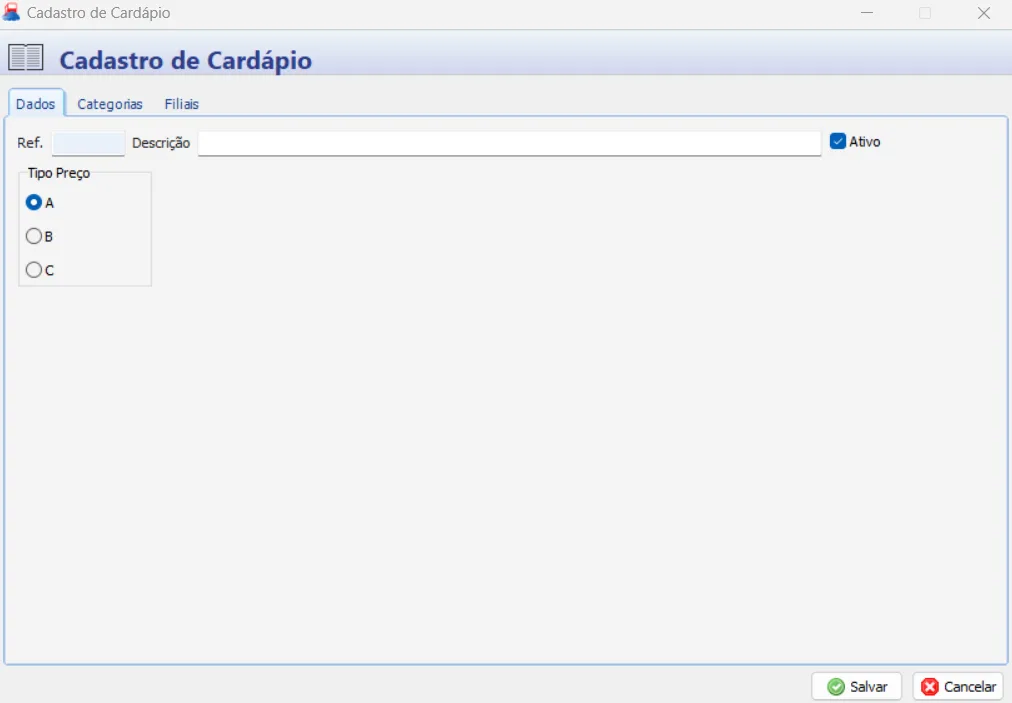 Cadastro de Cardápio
Cadastro de Cardápio
Dados Categorias Filiais
Ref. Descrição Ativo
Tipo Preço
A
B
C
Salvar Cancelar